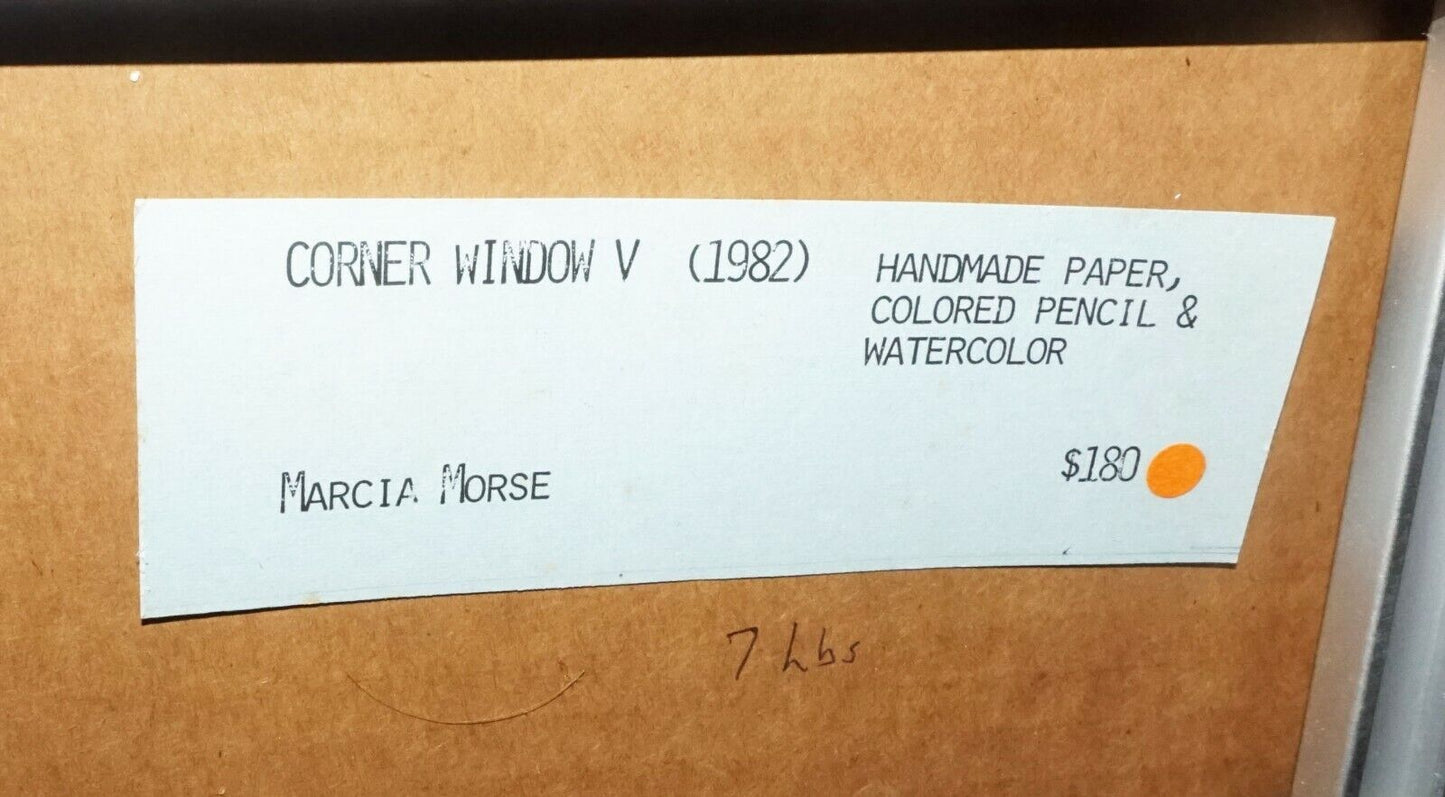 CORNER WINDOW V (1982) HANDMADE PAPER,
COLORED PENCIL &
WATERCOLOR
$180
MARCIA MORSE
7 Lbs